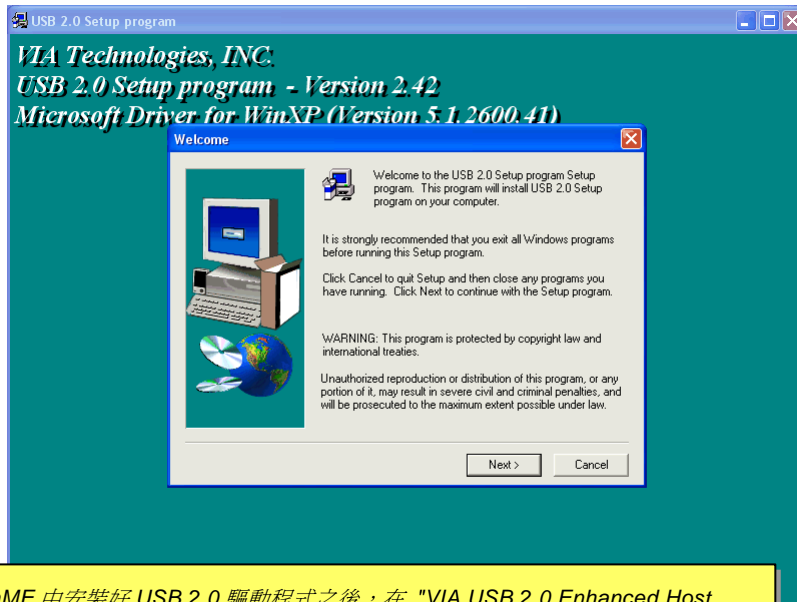 USB 2.0 Setup program
VIA Technologies, INC.
USB 2.0 Setup program - Version 2.42
Microsoft Driver for WinXP (Version 5.1.2600.41)
Welcome
Welcome to the USB 2.0 Setup program Setup
program. This program will install USB 2.0 Setup
program on your computer.
It is strongly recommended that you exit all Windows programs
before running this Setup program.
Click Cancel to quit Setup and then close any programs you
have running. Click Next to continue with the Setup program.
WARNING: This program is protected by copyright law and
international treaties.
Unauthorized reproduction or distribution of this program, or any
portion of it, may result in severe civil and criminal penalties, and
will be prosecuted to the maximum extent possible under law.
Next >
Cancel
ME 中安裝好 USB 2.0 驅動程式之後，在 "VIA USB 2.0 Enhanced Host